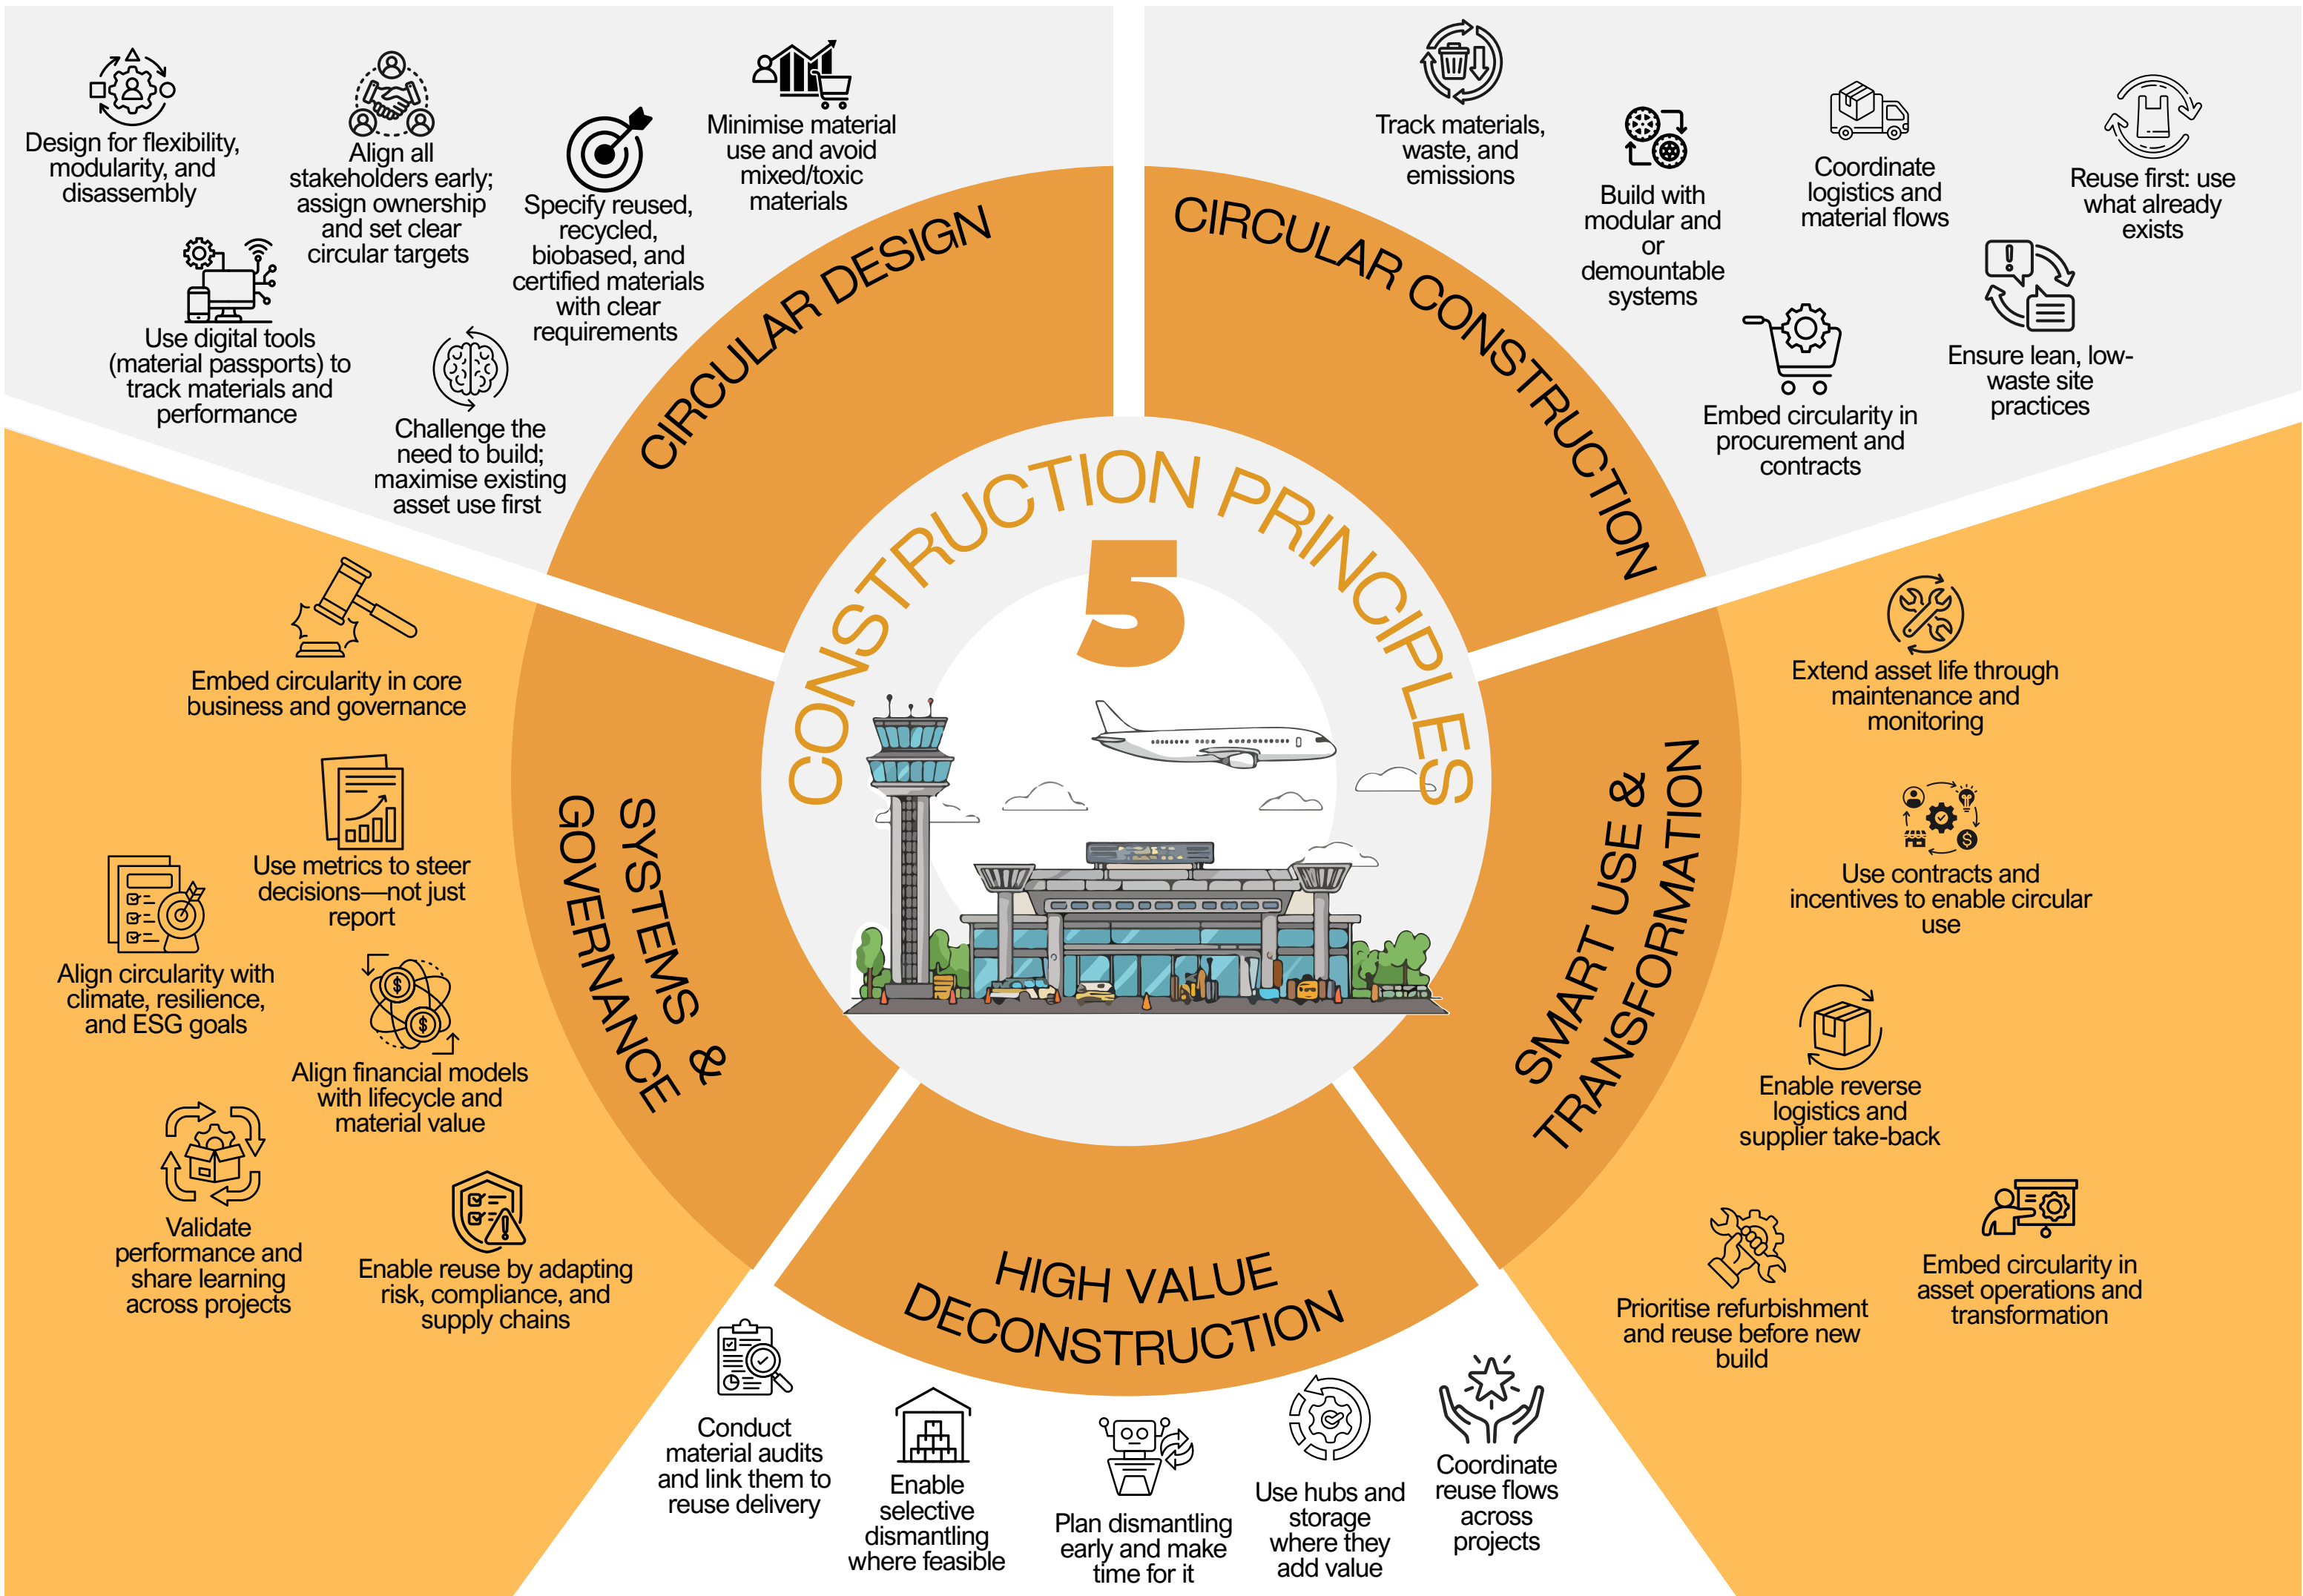 Design for flexibility,
modularity, and
disassembly
Align all
stakeholders early;
assign ownership
and set clear
circular targets
Specify reused,
recycled,
biobased, and
certified materials
with clear
requirements
Minimise material
use and avoid
mixed/toxic
materials
Use digital tools
(material passports) to
track materials and
performance
Challenge the
need to build;
maximise existing
asset use first
CIRCULAR DESIGN
Track materials,
waste, and
emissions
Build with
modular and
or
demountable
systems
Coordinate
logistics and
material flows
Reuse first: use
what already
exists
Embed circularity in
procurement and
contracts
Ensure lean, low-
waste site
practices
CIRCULAR CONSTRUCTION
CONSTRUCTION PRINCIPLES
5
Extend asset life through
maintenance and
monitoring
Use contracts and
incentives to enable circular
use
Enable reverse
logistics and
supplier take-back
Prioritise refurbishment
and reuse before new
build
Embed circularity in
asset operations and
transformation
SMART USE &
TRANSFORMATION
HIGH VALUE
DECONSTRUCTION
Conduct
material audits
and link them to
reuse delivery
Enable
selective
dismantling
where feasible
Plan dismantling
early and make
time for it
Use hubs and
storage
where they
add value
Coordinate
reuse flows
across
projects
SYSTEMS &
GOVERNANCE
Embed circularity in core
business and governance
Use metrics to steer
decisions—not just
report
Align circularity with
climate, resilience,
and ESG goals
Align financial models
with lifecycle and
material value
Validate
performance and
share learning
across projects
Enable reuse by adapting
risk, compliance, and
supply chains